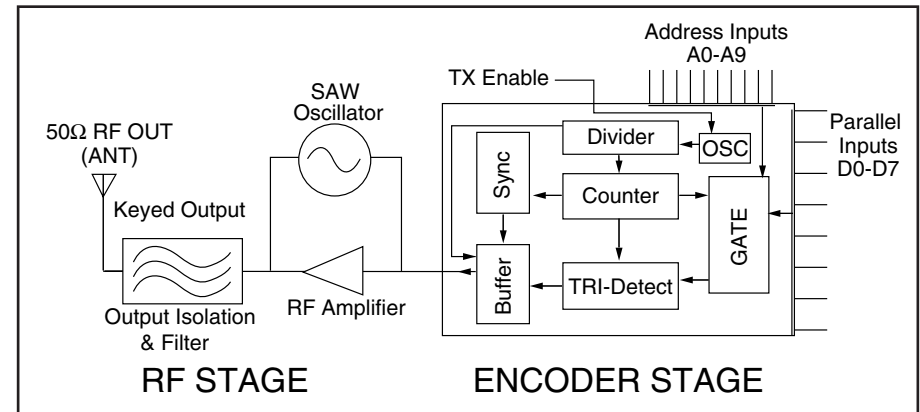 Address Inputs
A0-A9
TX Enable
SAW
Oscillator
50Ω RF OUT
(ANT)
Parallel
Inputs
D0-D7
Divider
OSC
Sync
Counter
GATE
Keyed Output
Buffer
TRI-Detect
RF Amplifier
Output Isolation
& Filter
RF STAGE
ENCODER STAGE